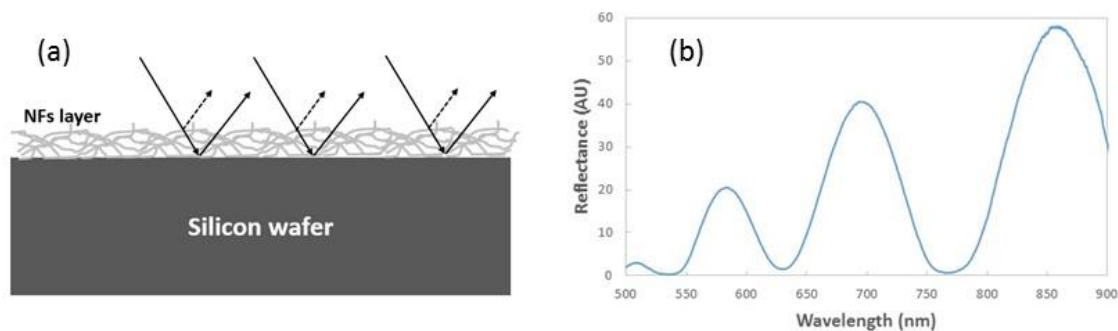 (a)
NFs layer
Silicon wafer
(b)
Reflectance (AU)
60
50
40
30
20
10
0
500 550 600 650 700 750 800 850 900
Wavelength (nm)